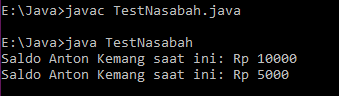 E:\Java>javac TestNasabah.java
E:\Java>java TestNasabah
Saldo Anton Kemang saat ini: Rp 10000
Saldo Anton Kemang saat ini: Rp 5000